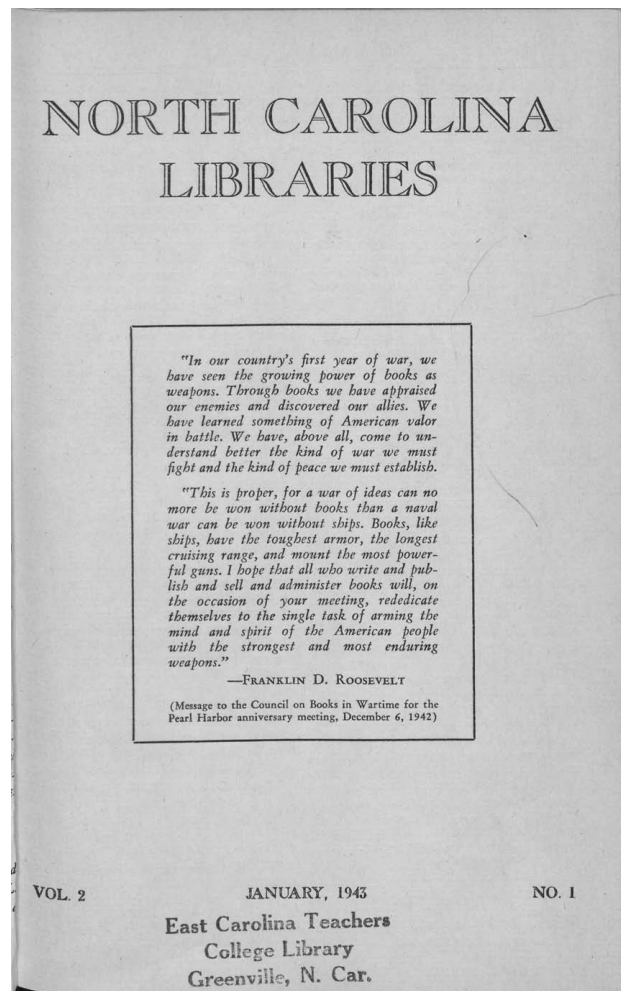 NORTH CAROLINA
LIBRARIES
"In our country's first year of war, we
have seen the growing power of books as
weapons. Through books we have appraised
our enemies and discovered our allies. We
have learned something of American valor
in battle. We have, above all, come to un-
derstand better the kind of war we must
fight and the kind of peace we must establish.
"This is proper, for a war of ideas can no
more be won without books than a naval
war can be won without ships. Books, like
ships, have the toughest armor, the longest
cruising range, and mount the most power-
ful guns. I hope that all who write and pub-
lish and sell and administer books will, on
the occasion of your meeting, rededicate
themselves to the single task of arming the
mind and spirit of the American people
with the strongest and most enduring
weapons."
—FRANKLIN D. ROOSEVELT
(Message to the Council on Books in Wartime for the
Pearl Harbor anniversary meeting, December 6, 1942)
VOL. 2 JANUARY, 1943 NO. 1
East Carolina Teachers
College Library
Greenville, N. Car.